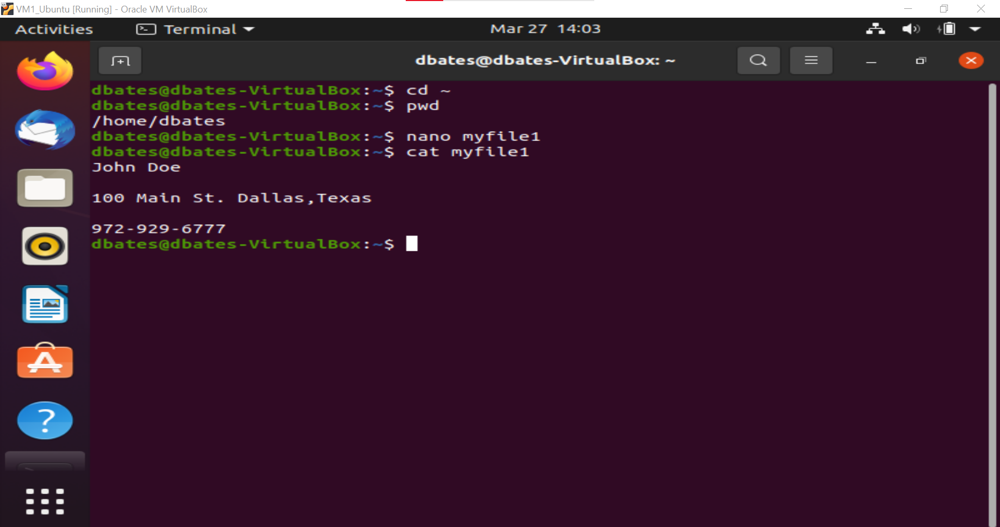 VM1_Ubuntu [Running] - Oracle VM VirtualBox
Activities Terminal Mar 27 14:03
dbates@dbates-VirtualBox: ~
dbates@dbates-VirtualBox:~$ cd ~
dbates@dbates-VirtualBox:~$ pwd
/home/dbates
dbates@dbates-VirtualBox:~$ nano myfile1
dbates@dbates-VirtualBox:~$ cat myfile1
John Doe
100 Main St. Dallas,Texas
972-929-6777
dbates@dbates-VirtualBox:~$